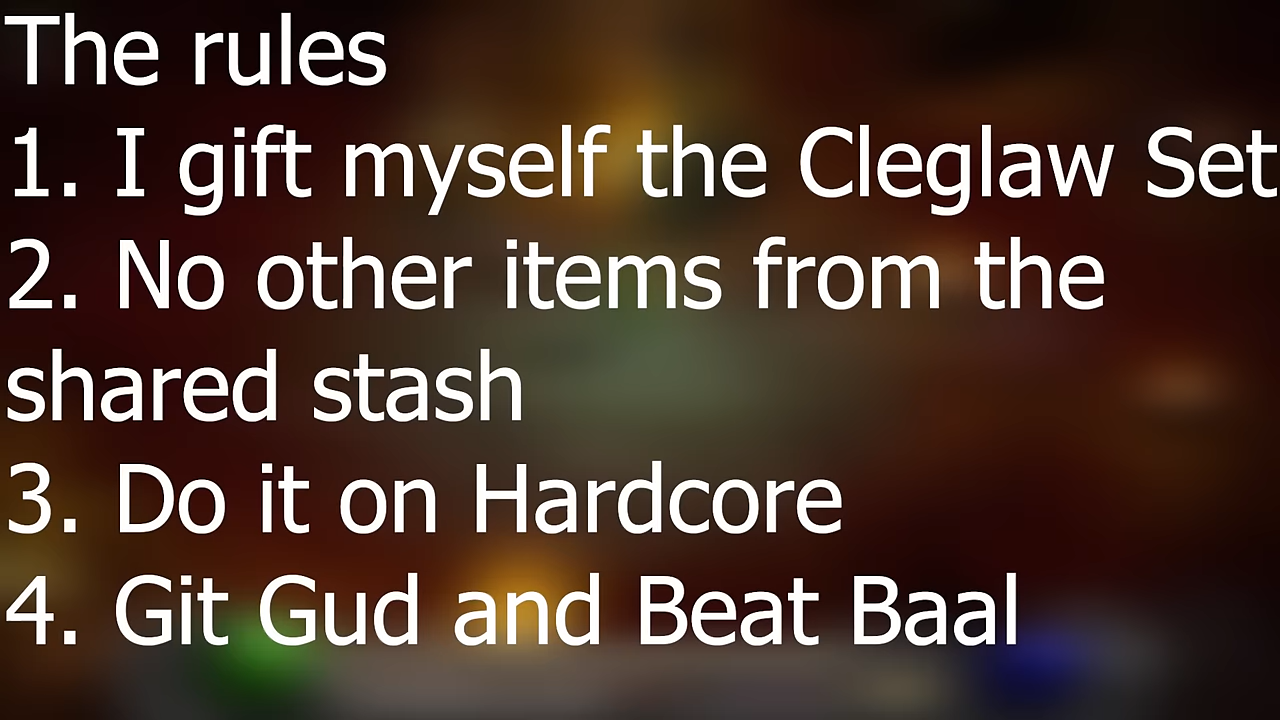 The rules
1. I gift myself the Cleglaw Set
2. No other items from the
shared stash
3. Do it on Hardcore
4. Git Gud and Beat Baal